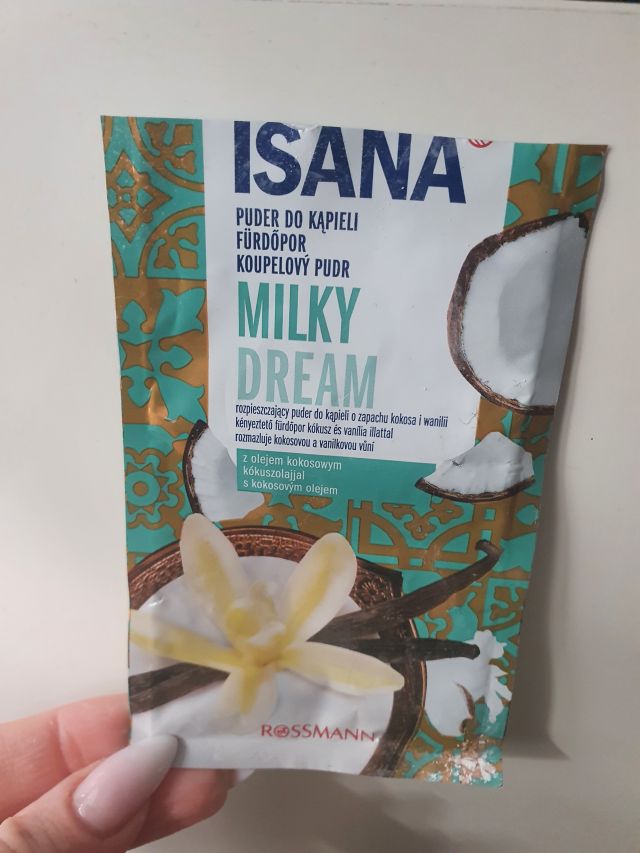 ISANA
PUDER DO KĄPIELI
FÜRDŐPOR
KOUPELOVÝ PUDR
MILKY
DREAM
rozpieszczający puder do kąpieli o zapachu kokosa i wanilii
kényeztető fürdőpor kókusz és vanília illattal
rozmazluje kokosovou a vanilkovou vůní
z olejem kokosowym
kókuszolajjal
s kokosovým olejem
ROSSMANN